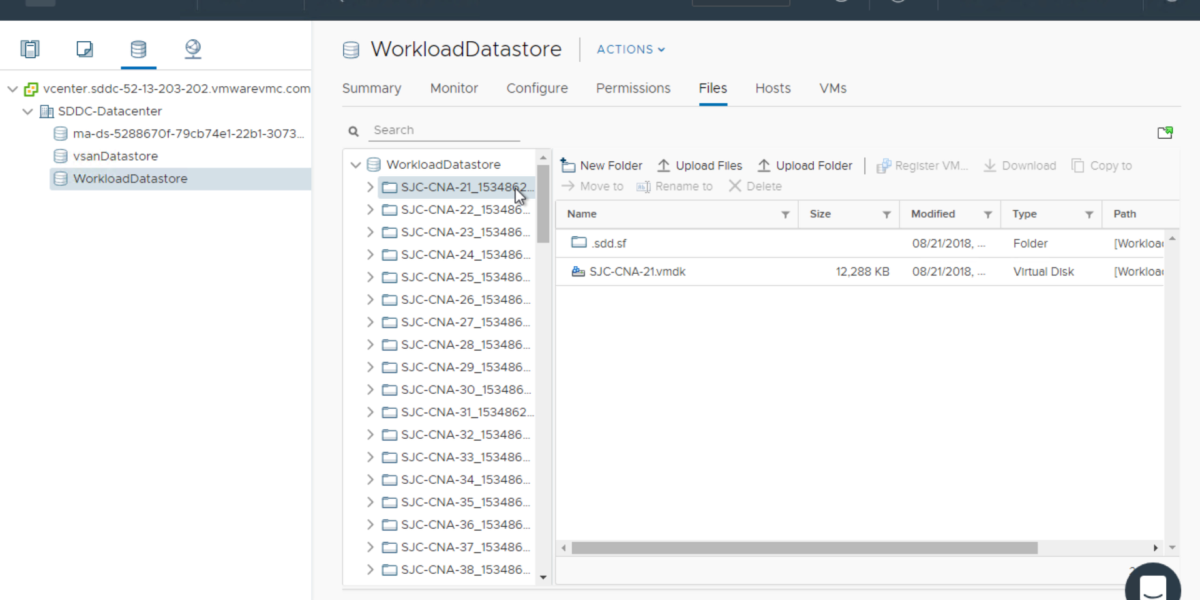 vcenter.sddc-52-13-203-202.vmwarevmc.com
SDDC-Datacenter
ma-ds-5288670f-79cb74e1-22b1-3073...
vsanDatastore
WorkloadDatastore
WorkloadDatastore
ACTIONS
Summary Monitor Configure Permissions Files Hosts VMs
Search
WorkloadDatastore
SJC-CNA-21_1534862...
SJC-CNA-22_153486...
SJC-CNA-23_153486...
SJC-CNA-24_153486...
SJC-CNA-25_153486...
SJC-CNA-26_153486...
SJC-CNA-27_153486...
SJC-CNA-28_153486...
SJC-CNA-29_153486...
SJC-CNA-30_153486...
SJC-CNA-31_1534862...
SJC-CNA-32_153486...
SJC-CNA-33_153486...
SJC-CNA-34_153486...
SJC-CNA-35_153486...
SJC-CNA-36_153486...
SJC-CNA-37_153486...
SJC-CNA-38_153486...
New Folder Upload Files Upload Folder Register VM... Download Copy to
Move to Rename to Delete
Name Size Modified Type Path
.sdd.sf 08/21/2018, ... Folder [Workloa
SJC-CNA-21.vmdk 12,288 KB 08/21/2018, ... Virtual Disk [Workloa